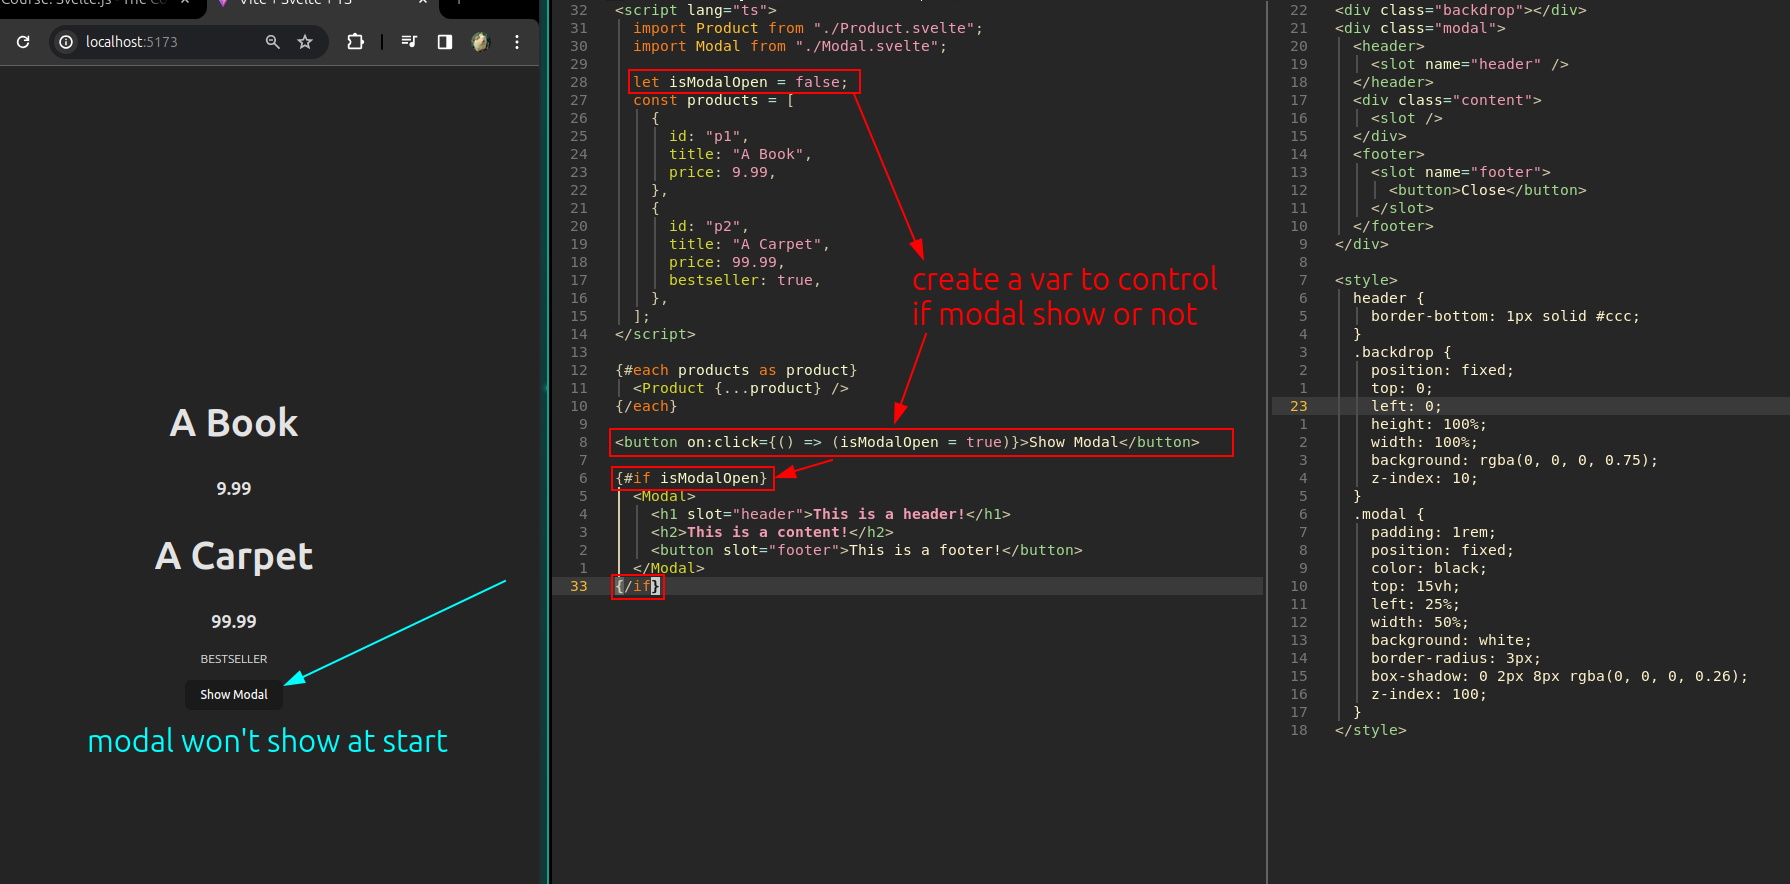 Course: Svelte.js - The Co
Vite + Svelte + TS
localhost:5173
A Book
9.99
A Carpet
99.99
BESTSELLER
Show Modal
modal won't show at start
32 <script lang="ts">
31 import Product from "./Product.svelte";
30 import Modal from "./Modal.svelte";
29
28 let isModalOpen = false;
27 const products = [
26 {
25 id: "p1",
24 title: "A Book",
23 price: 9.99,
22 },
21 {
20 id: "p2",
19 title: "A Carpet",
18 price: 99.99,
17 bestseller: true,
16 },
15 ];
14 </script>
13
12 {#each products as product}
11 <Product {...product} />
10 {/each}
9
8 <button on:click={() => (isModalOpen = true)}>Show Modal</button>
7
6 {#if isModalOpen}
5 <Modal>
4 <h1 slot="header">This is a header!</h1>
3 <h2>This is a content!</h2>
2 <button slot="footer">This is a footer!</button>
1 </Modal>
33 {/if}
create a var to control
if modal show or not
22 <div class="backdrop"></div>
21 <div class="modal">
20 <header>
19 <slot name="header" />
18 </header>
17 <div class="content">
16 <slot />
15 </div>
14 <footer>
13 <slot name="footer">
12 <button>Close</button>
11 </slot>
10 </footer>
9 </div>
8
7 <style>
6 header {
5 border-bottom: 1px solid #ccc;
4 }
3 .backdrop {
2 position: fixed;
1 top: 0;
23 left: 0;
1 height: 100%;
2 width: 100%;
3 background: rgba(0, 0, 0, 0.75);
4 z-index: 10;
5 }
6 .modal {
7 padding: 1rem;
8 position: fixed;
9 color: black;
10 top: 15vh;
11 left: 25%;
12 width: 50%;
13 background: white;
14 border-radius: 3px;
15 box-shadow: 0 2px 8px rgba(0, 0, 0, 0.26);
16 z-index: 100;
17 }
18 </style>